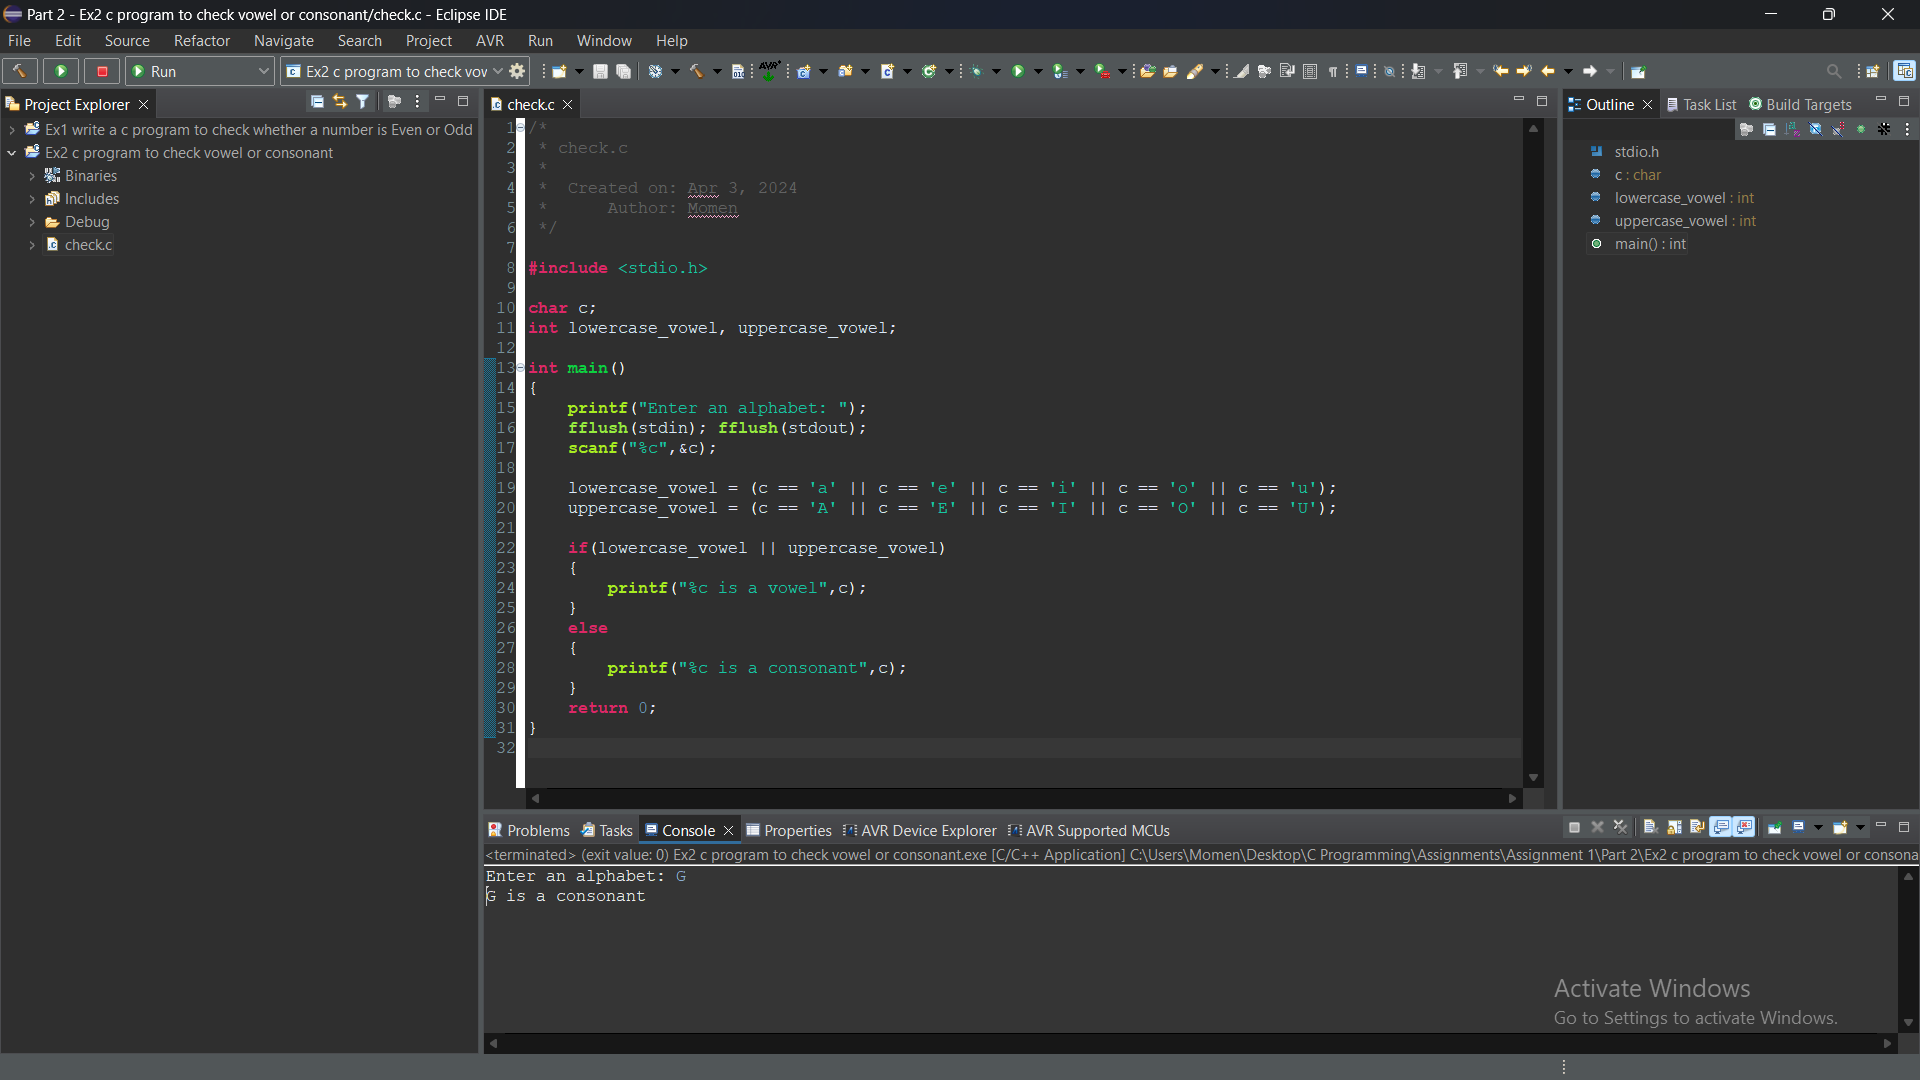 Part 2 - Ex2 c program to check vowel or consonant/check.c - Eclipse IDE
File Edit Source Refactor Navigate Search Project AVR Run Window Help
Run
Ex2 c program to check vov
Project Explorer
Ex1 write a c program to check whether a number is Even or Odd
Ex2 c program to check vowel or consonant
Binaries
Includes
Debug
check.c
check.c
1 /*
2 * check.c
3 *
4 * Created on: Apr 3, 2024
5 * Author: Momen
6 */
7
8 #include <stdio.h>
9
10 char c;
11 int lowercase_vowel, uppercase_vowel;
12
13 int main()
14 {
15 printf("Enter an alphabet: ");
16 fflush(stdin); fflush(stdout);
17 scanf("%c",&c);
18
19 lowercase_vowel = (c == 'a' || c == 'e' || c == 'i' || c == 'o' || c == 'u');
20 uppercase_vowel = (c == 'A' || c == 'E' || c == 'I' || c == 'O' || c == 'U');
21
22 if(lowercase_vowel || uppercase_vowel)
23 {
24 printf("%c is a vowel",c);
25 }
26 else
27 {
28 printf("%c is a consonant",c);
29 }
30 return 0;
31 }
32
Outline Task List Build Targets
stdio.h
c : char
lowercase_vowel : int
uppercase_vowel : int
main() : int
Problems Tasks Console Properties AVR Device Explorer AVR Supported MCUs
<terminated> (exit value: 0) Ex2 c program to check vowel or consonant.exe [C/C++ Application] C:\Users\Momen\Desktop\C Programming\Assignments\Assignment 1\Part 2\Ex2 c program to check vowel or consona
Enter an alphabet: G
G is a consonant
Activate Windows
Go to Settings to activate Windows.